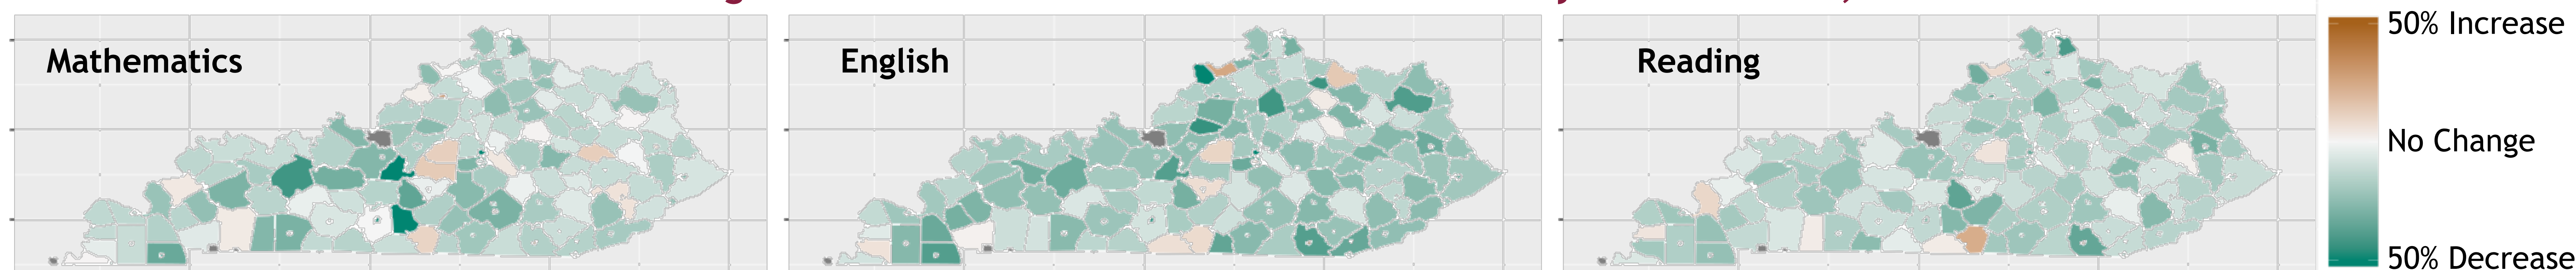 Mathematics
English
Reading
50% Increase
No Change
50% Decrease